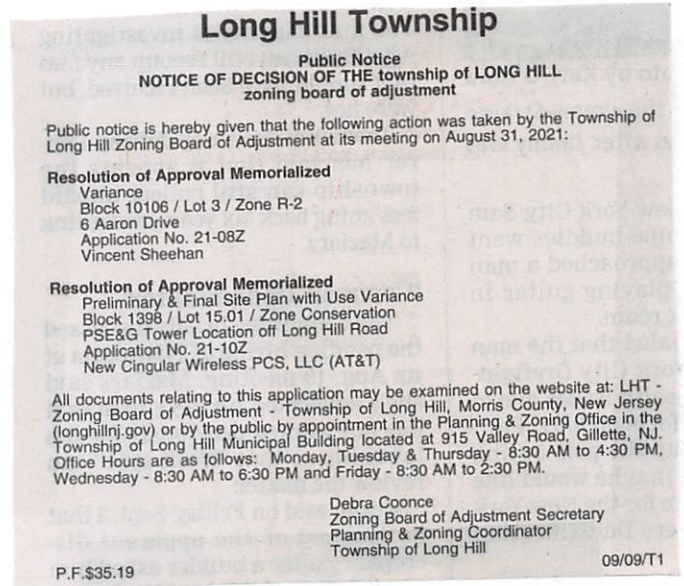 Long Hill Township
Public Notice
NOTICE OF DECISION OF THE township of LONG HILL
zoning board of adjustment
Public notice is hereby given that the following action was taken by the Township of
Long Hill Zoning Board of Adjustment at its meeting on August 31, 2021:
Resolution of Approval Memorialized
Variance
Block 10106 / Lot 3 / Zone R-2
6 Aaron Drive
Application No. 21-08Z
Vincent Sheehan
Resolution of Approval Memorialized
Preliminary & Final Site Plan with Use Variance
Block 1398 / Lot 15.01 / Zone Conservation
PSE&G Tower Location off Long Hill Road
Application No. 21-10Z
New Cingular Wireless PCS, LLC (AT&T)
All documents relating to this application may be examined on the website at: LHT -
Zoning Board of Adjustment - Township of Long Hill, Morris County, New Jersey
(longhillnj.gov) or by the public by appointment in the Planning & Zoning Office in the
Township of Long Hill Municipal Building located at 915 Valley Road, Gillette, NJ.
Office Hours are as follows: Monday, Tuesday & Thursday - 8:30 AM to 4:30 PM,
Wednesday - 8:30 AM to 6:30 PM and Friday - 8:30 AM to 2:30 PM.
Debra Coonce
Zoning Board of Adjustment Secretary
Planning & Zoning Coordinator
Township of Long Hill
P.F.$35.19
09/09/T1